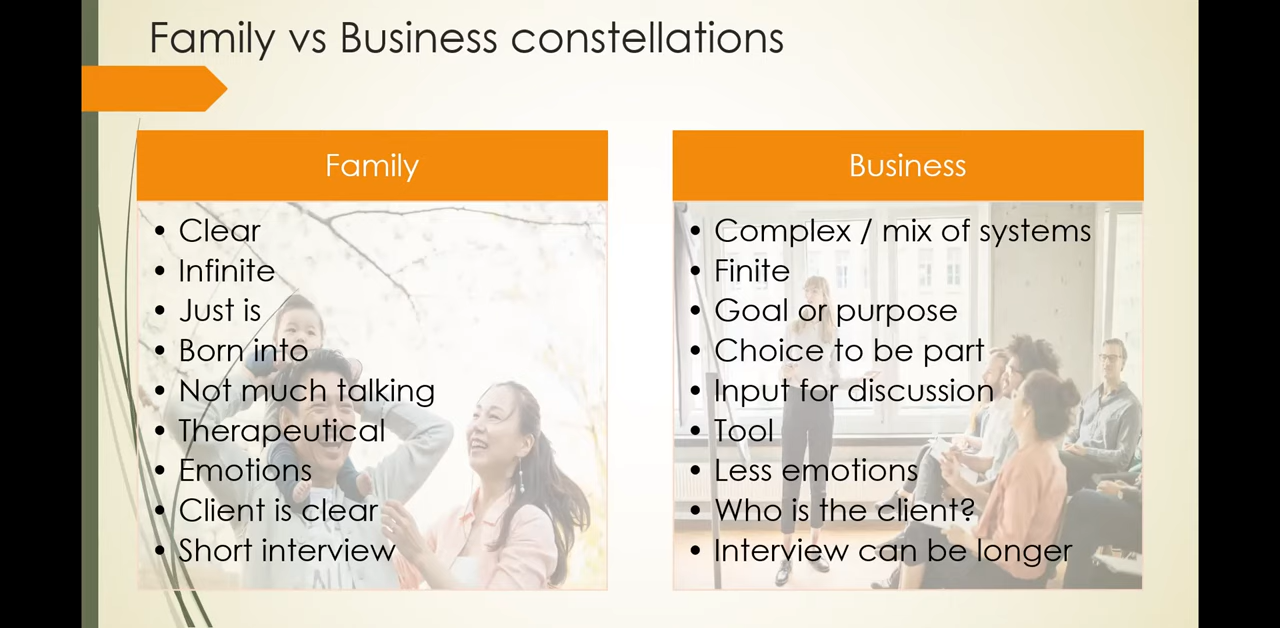 Family vs Business constellations
Family
• Clear
• Infinite
• Just is
• Born into
• Not much talking
• Therapeutical
• Emotions
• Client is clear
• Short interview
Business
• Complex / mix of systems
• Finite
• Goal or purpose
• Choice to be part
• Input for discussion
• Tool
• Less emotions
• Who is the client?
• Interview can be longer